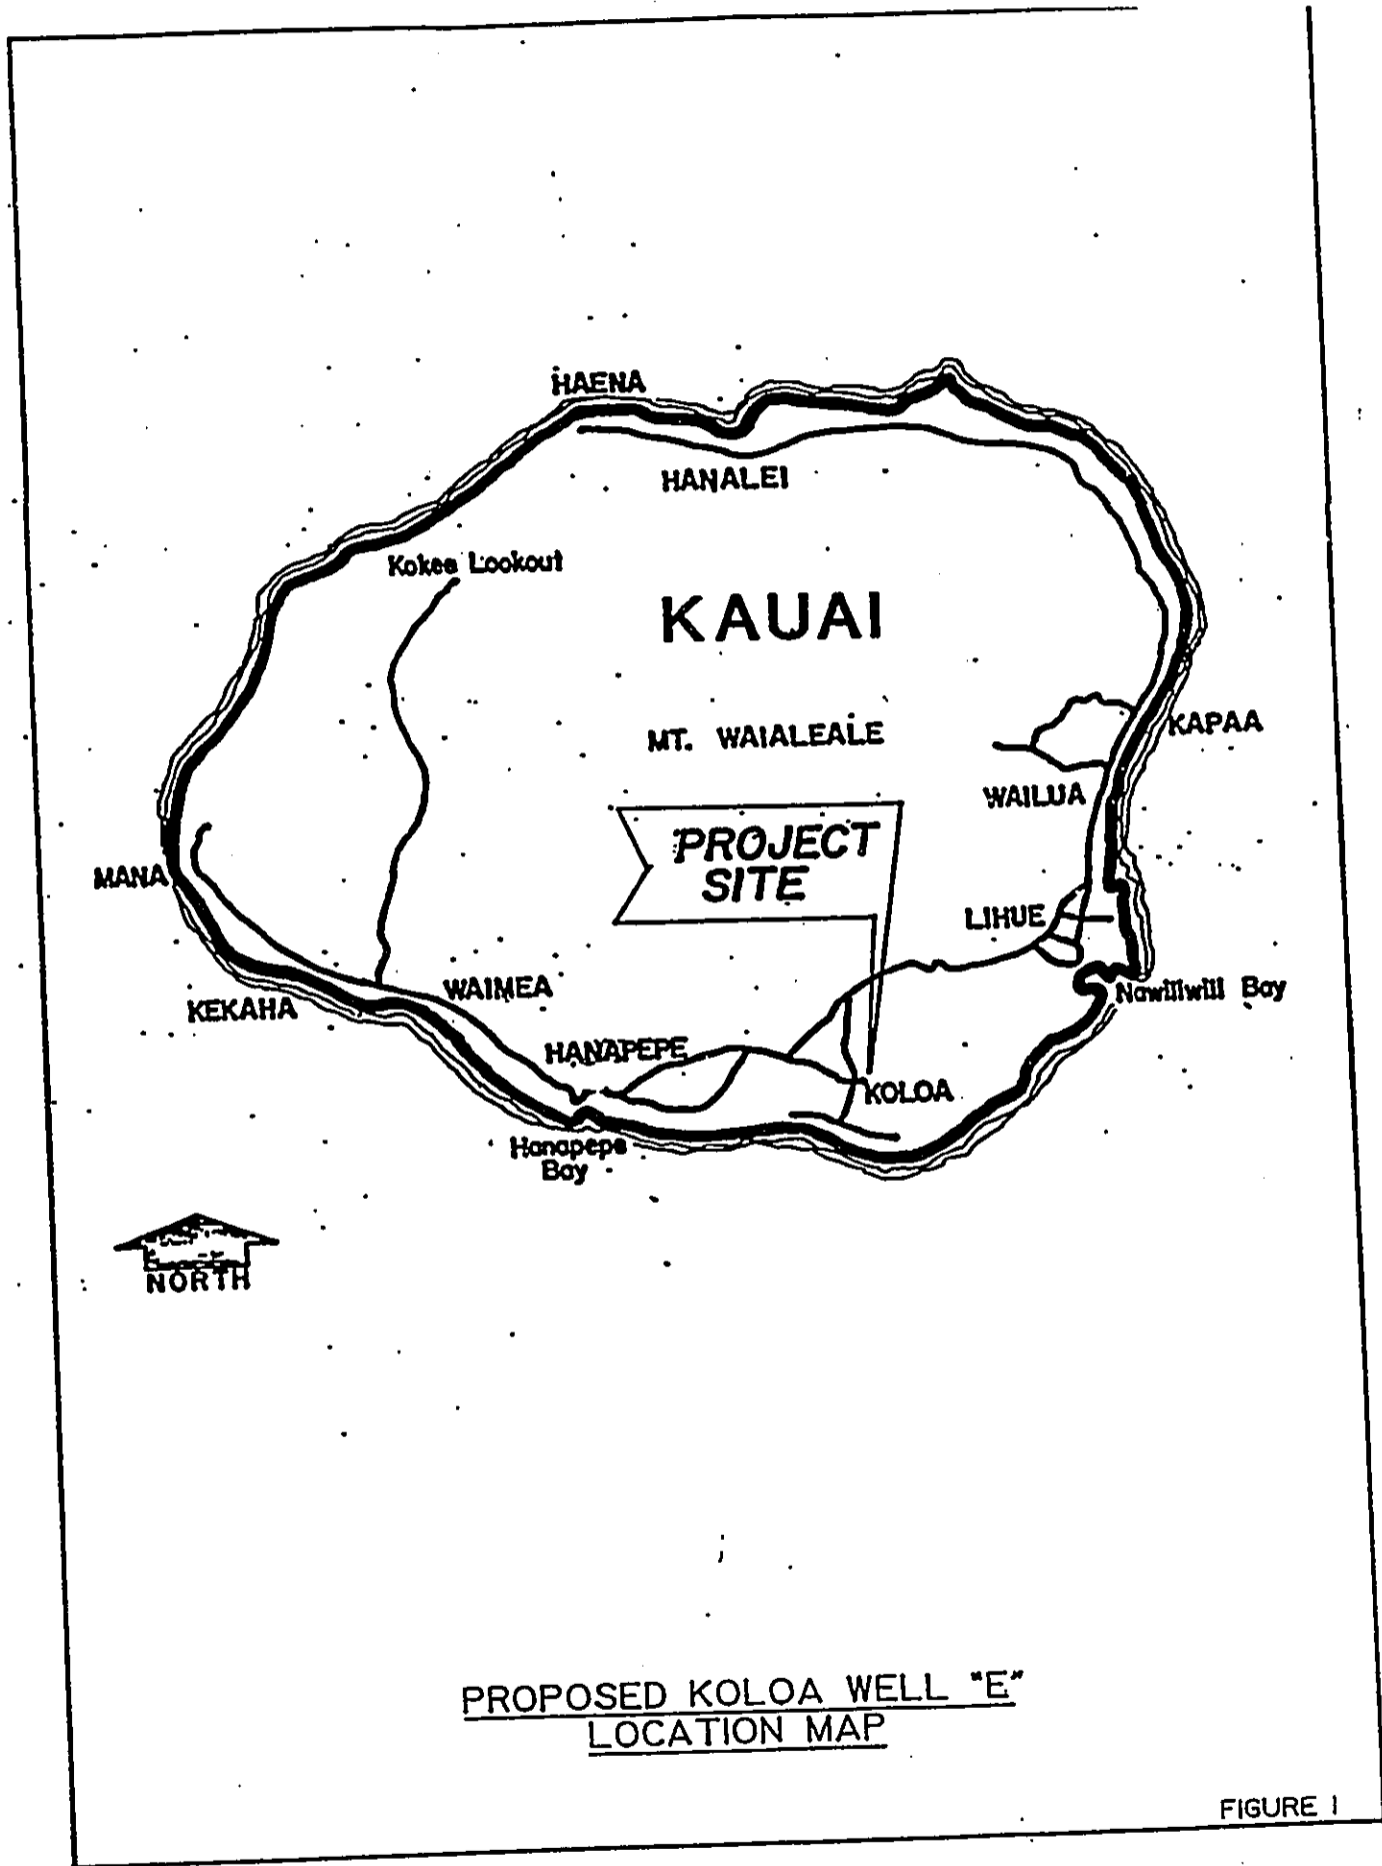 HAENA
HANALEI
Kokee Lookout
KAUAI
MT. WAIALEALE
KAPAA
WAILUA
PROJECT
SITE
MANA
LIHUE
WAIMEA
Nawiliwili Bay
KEKAHA
HANAPEPE
KOLOA
Hanapepe
Bay
NORTH
PROPOSED KOLOA WELL "E"
LOCATION MAP
FIGURE 1